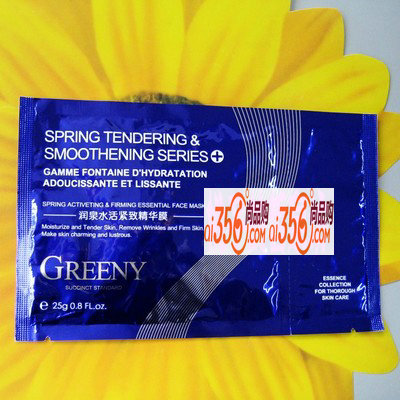 SPRING TENDERING &
SMOOTHENING SERIES+
GAMME FONTAINE D'HYDRATATION
ADOUCISSANTE ET LISSANTE
SPRING ACTIVETING & FIRMING ESSENTIAL FACE MASK
润泉水活紧致精华膜
Moisturize and Tender Skin, Remove Wrinkles and Firm Skin
Make skin charming and lustrous.
GREENY
SUCCINCT STANDARD
e 25g 0.8 FL.oz.
ai356.com 尚品购
ai356.com 尚品购
ESSENCE
COLLECTION
FOR THOROUGH
SKIN CARE